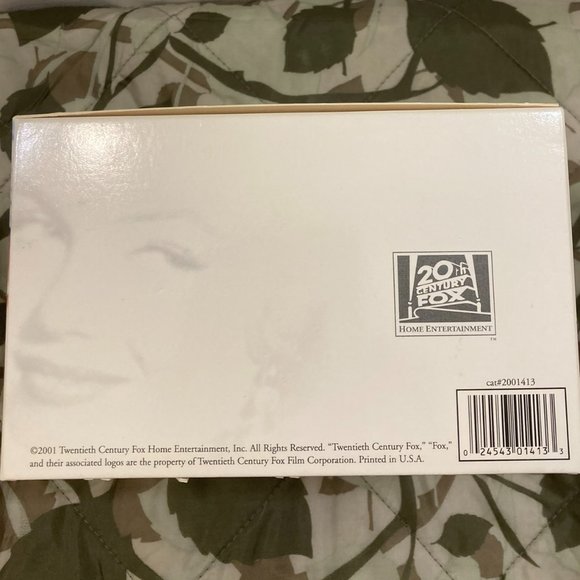 20th
CENTURY
FOX
HOME ENTERTAINMENT
™
cat#2001413
0 24543 01413 3
©2001 Twentieth Century Fox Home Entertainment, Inc. All Rights Reserved. "Twentieth Century Fox," "Fox,"
and their associated logos are the property of Twentieth Century Fox Film Corporation. Printed in U.S.A.